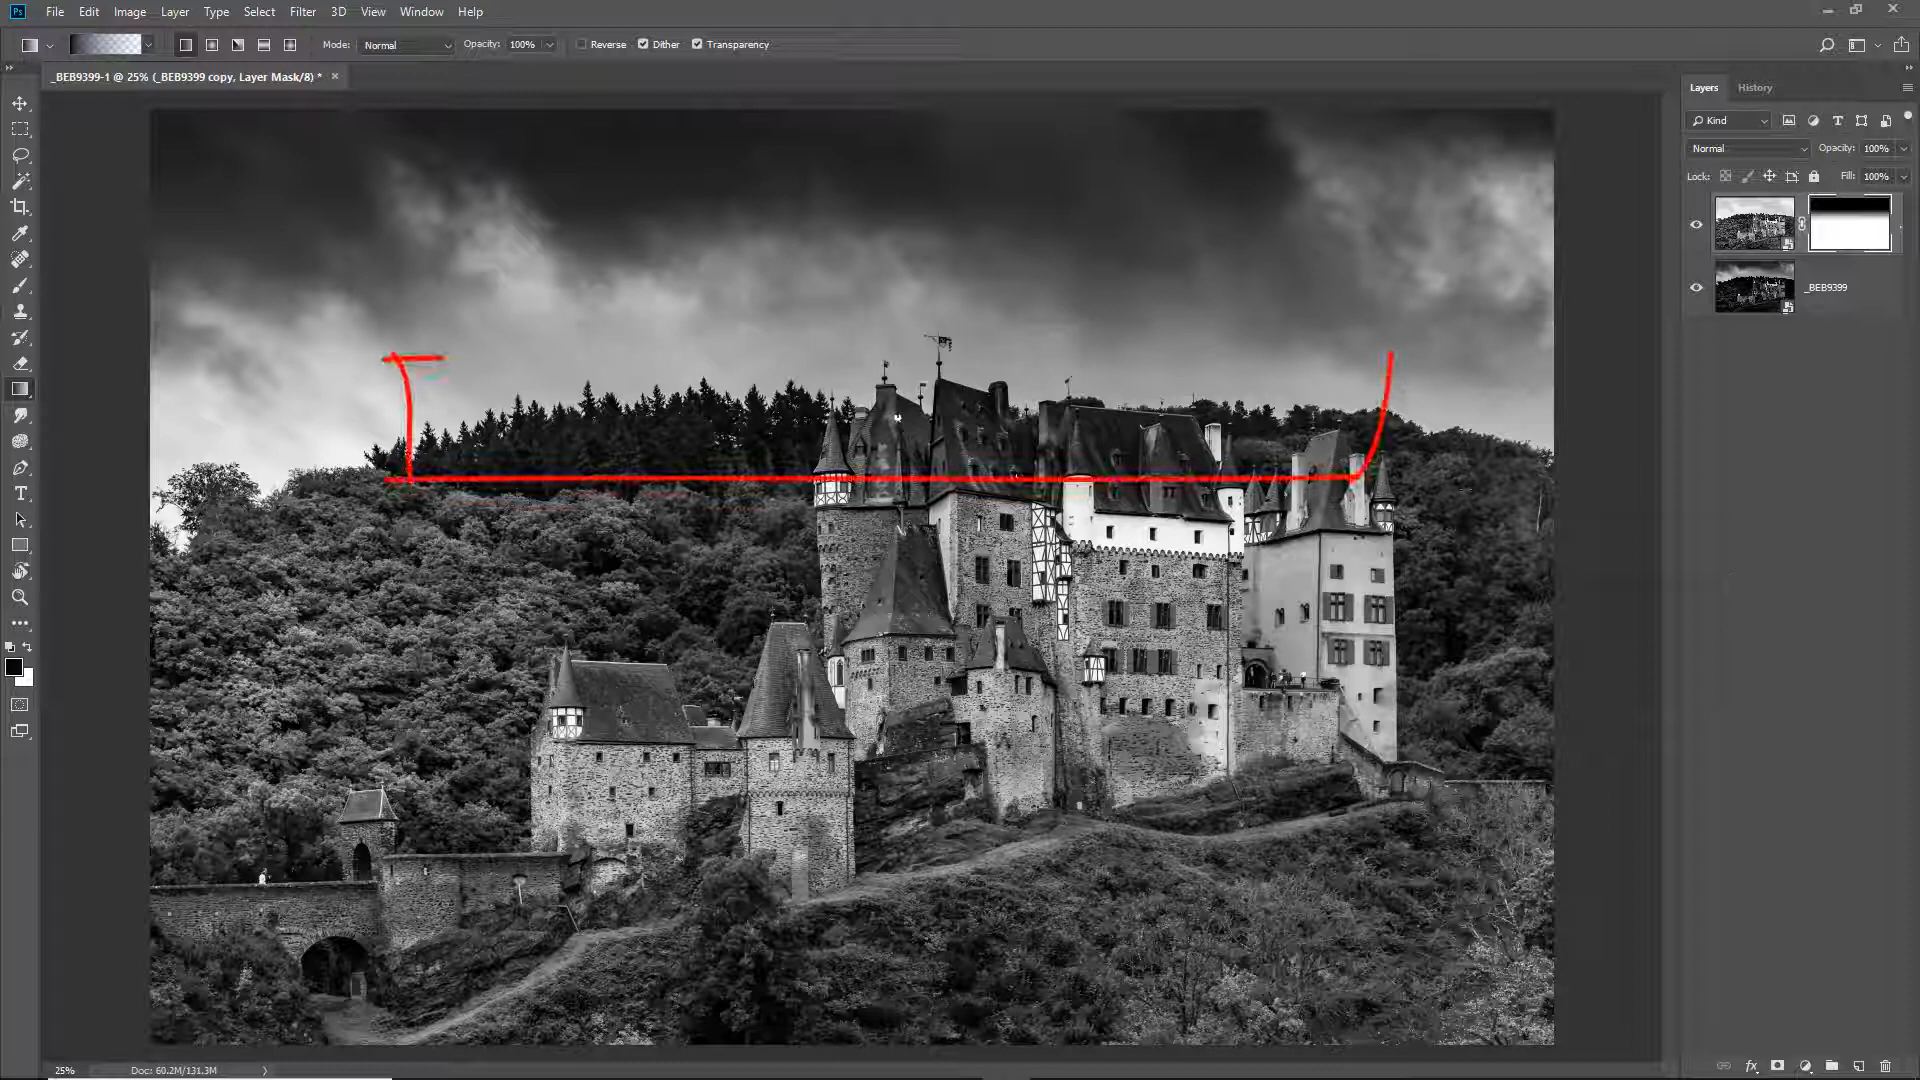 Ps File Edit Image Layer Type Select Filter 3D View Window Help
Mode: Normal Opacity: 100% Reverse Dither Transparency
_BEB9399-1 @ 25% (_BEB9399 copy, Layer Mask/8) * ×
Layers History
Kind
Normal Opacity: 100%
Lock: Fill: 100%
_BEB9399
25% Doc: 60.2M/131.3M
fx